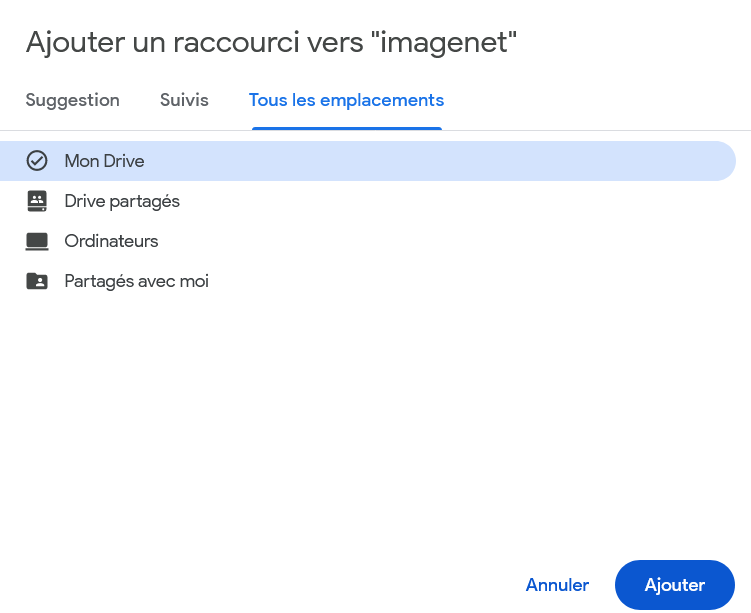 Ajouter un raccourci vers "imagenet"
Suggestion Suivis Tous les emplacements
Mon Drive
Drive partagés
Ordinateurs
Partagés avec moi
Annuler Ajouter